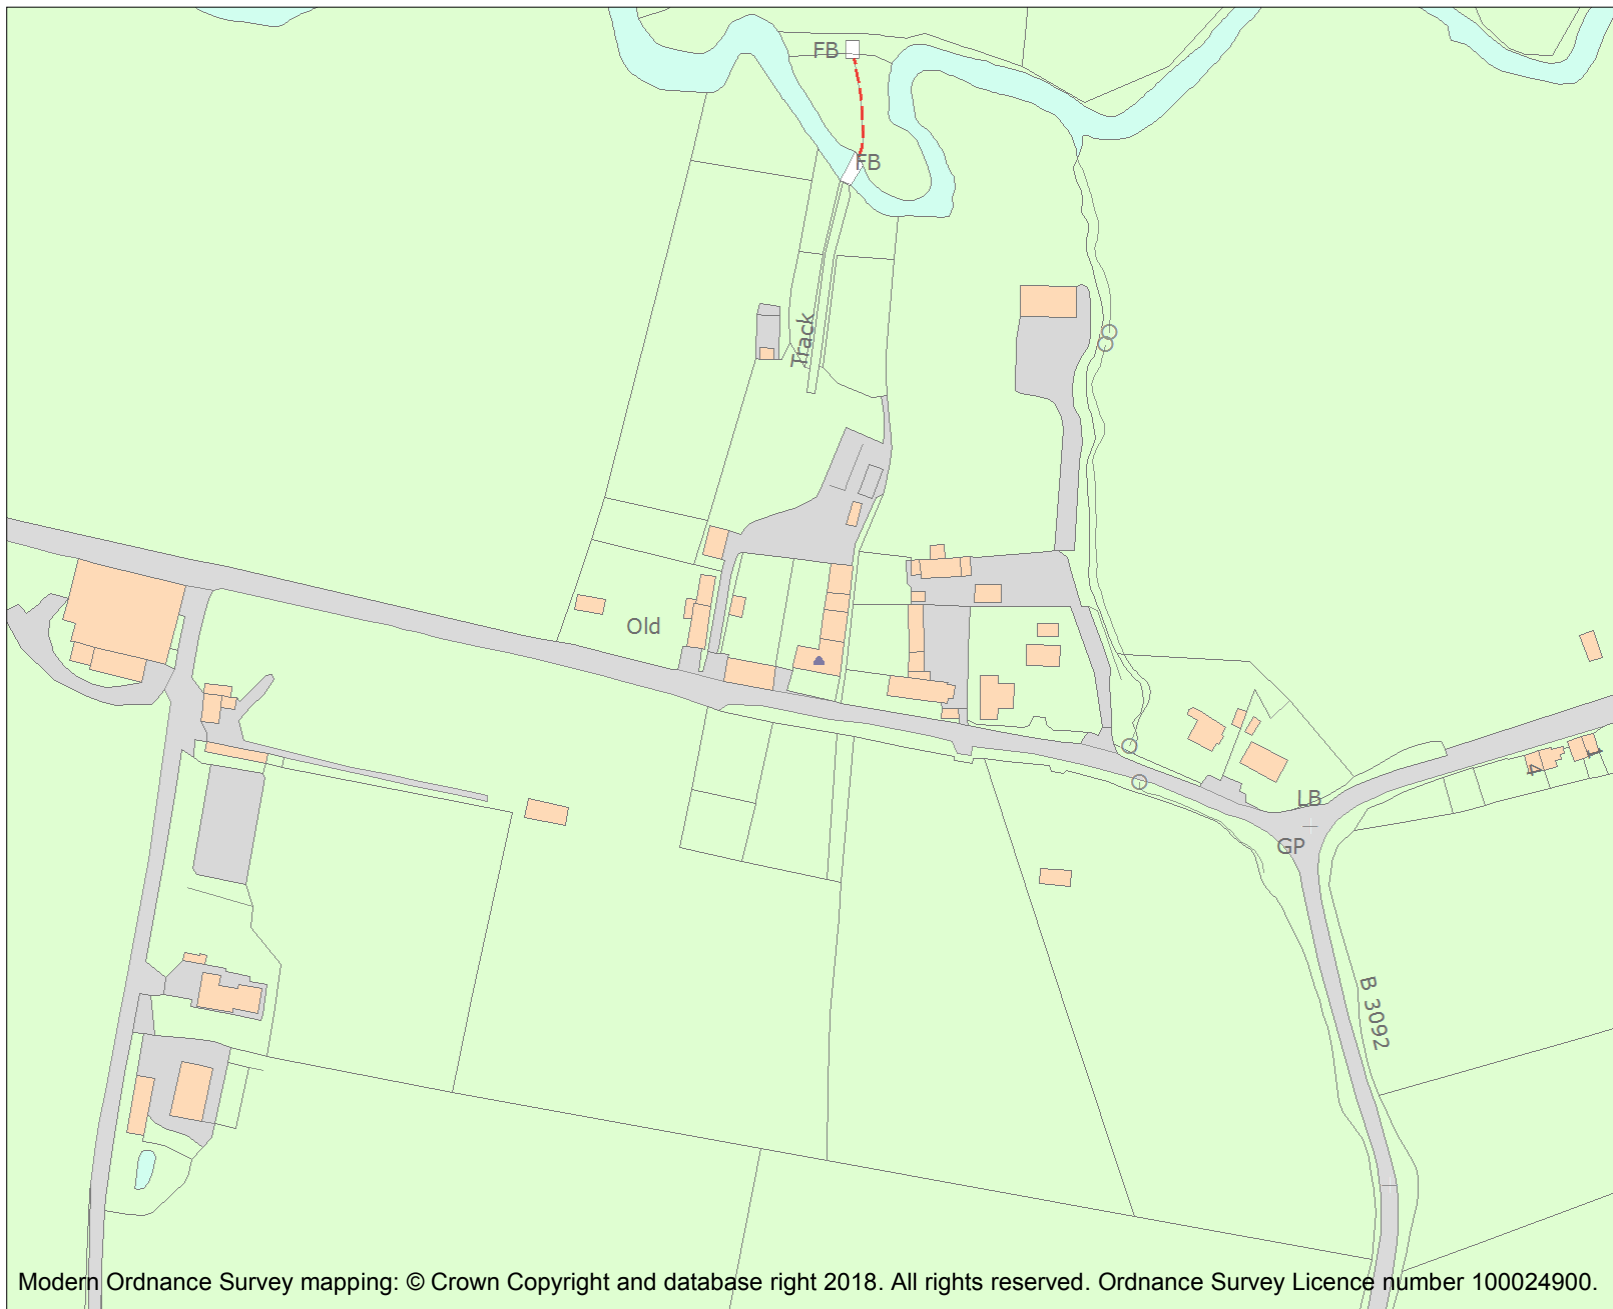 FB
FB
Track
Old
LB
GP
4
1
B 3092
Modern Ordnance Survey mapping: © Crown Copyright and database right 2018. All rights reserved. Ordnance Survey Licence number 100024900.